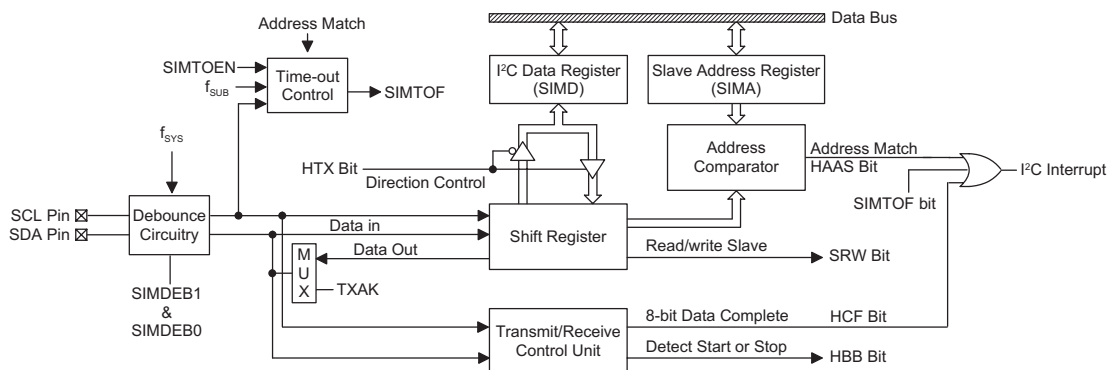 Data Bus
Address Match
SIMTOEN
fSUB
Time-out
Control
SIMTOF
I²C Data Register
(SIMD)
Slave Address Register
(SIMA)
fSYS
HTX Bit
Direction Control
Address
Comparator
Address Match
HAAS Bit
I²C Interrupt
SIMTOF bit
SCL Pin
SDA Pin
Debounce
Circuitry
Data in
Shift Register
Data Out
Read/write Slave
SRW Bit
M
U
X
TXAK
SIMDEB1
&
SIMDEB0
Transmit/Receive
Control Unit
8-bit Data Complete
HCF Bit
Detect Start or Stop
HBB Bit